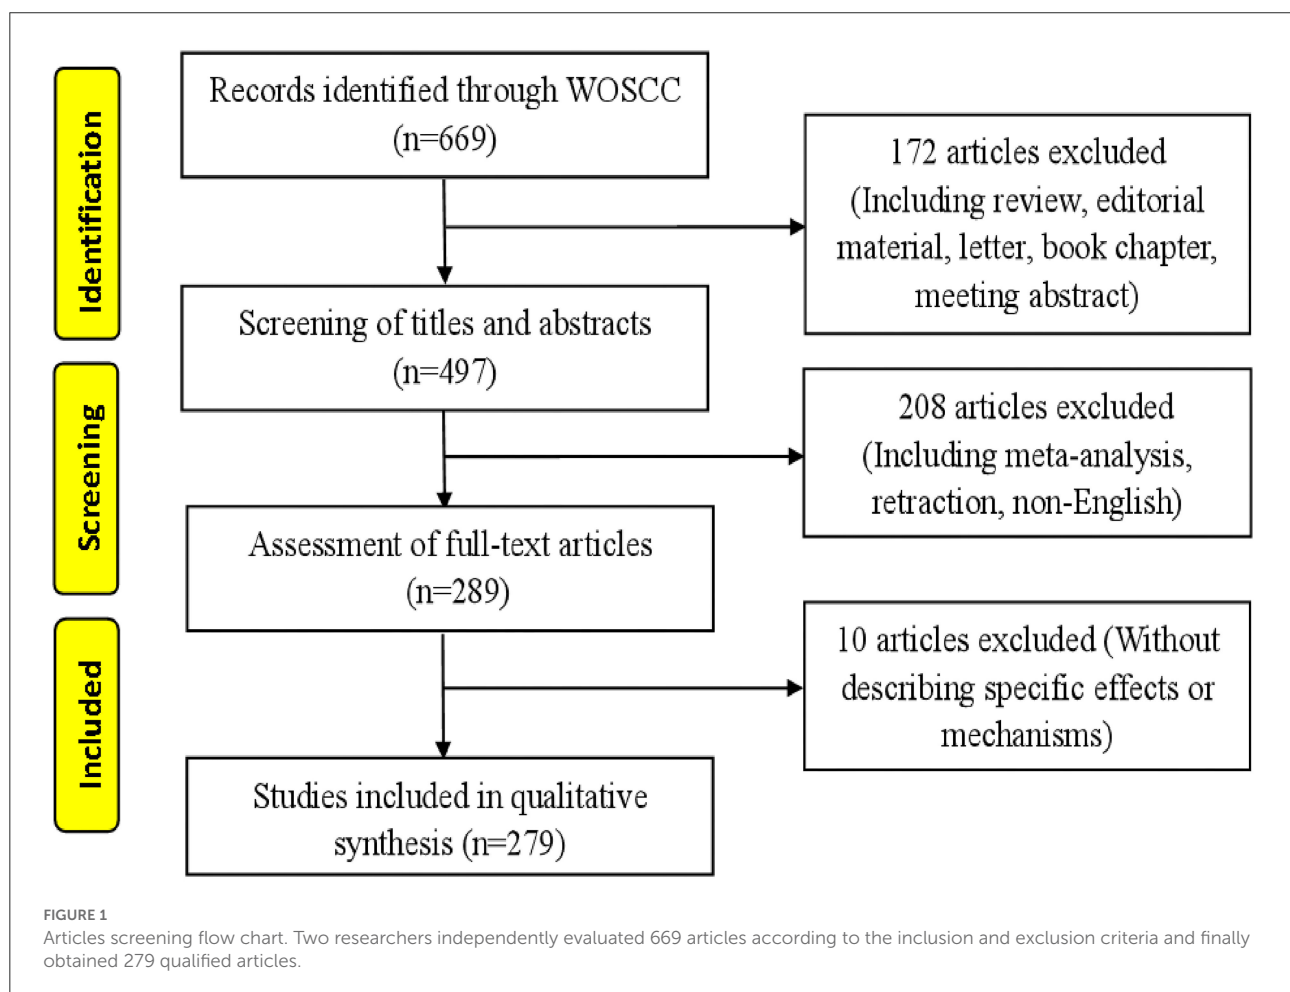 Identification
Records identified through WOSCC
(n=669)
172 articles excluded
(Including review, editorial
material, letter, book chapter,
meeting abstract)
Screening of titles and abstracts
(n=497)
Screening
208 articles excluded
(Including meta-analysis,
retraction, non-English)
Assessment of full-text articles
(n=289)
Included
10 articles excluded (Without
describing specific effects or
mechanisms)
Studies included in qualitative
synthesis (n=279)
FIGURE 1
Articles screening flow chart. Two researchers independently evaluated 669 articles according to the inclusion and exclusion criteria and finally
obtained 279 qualified articles.